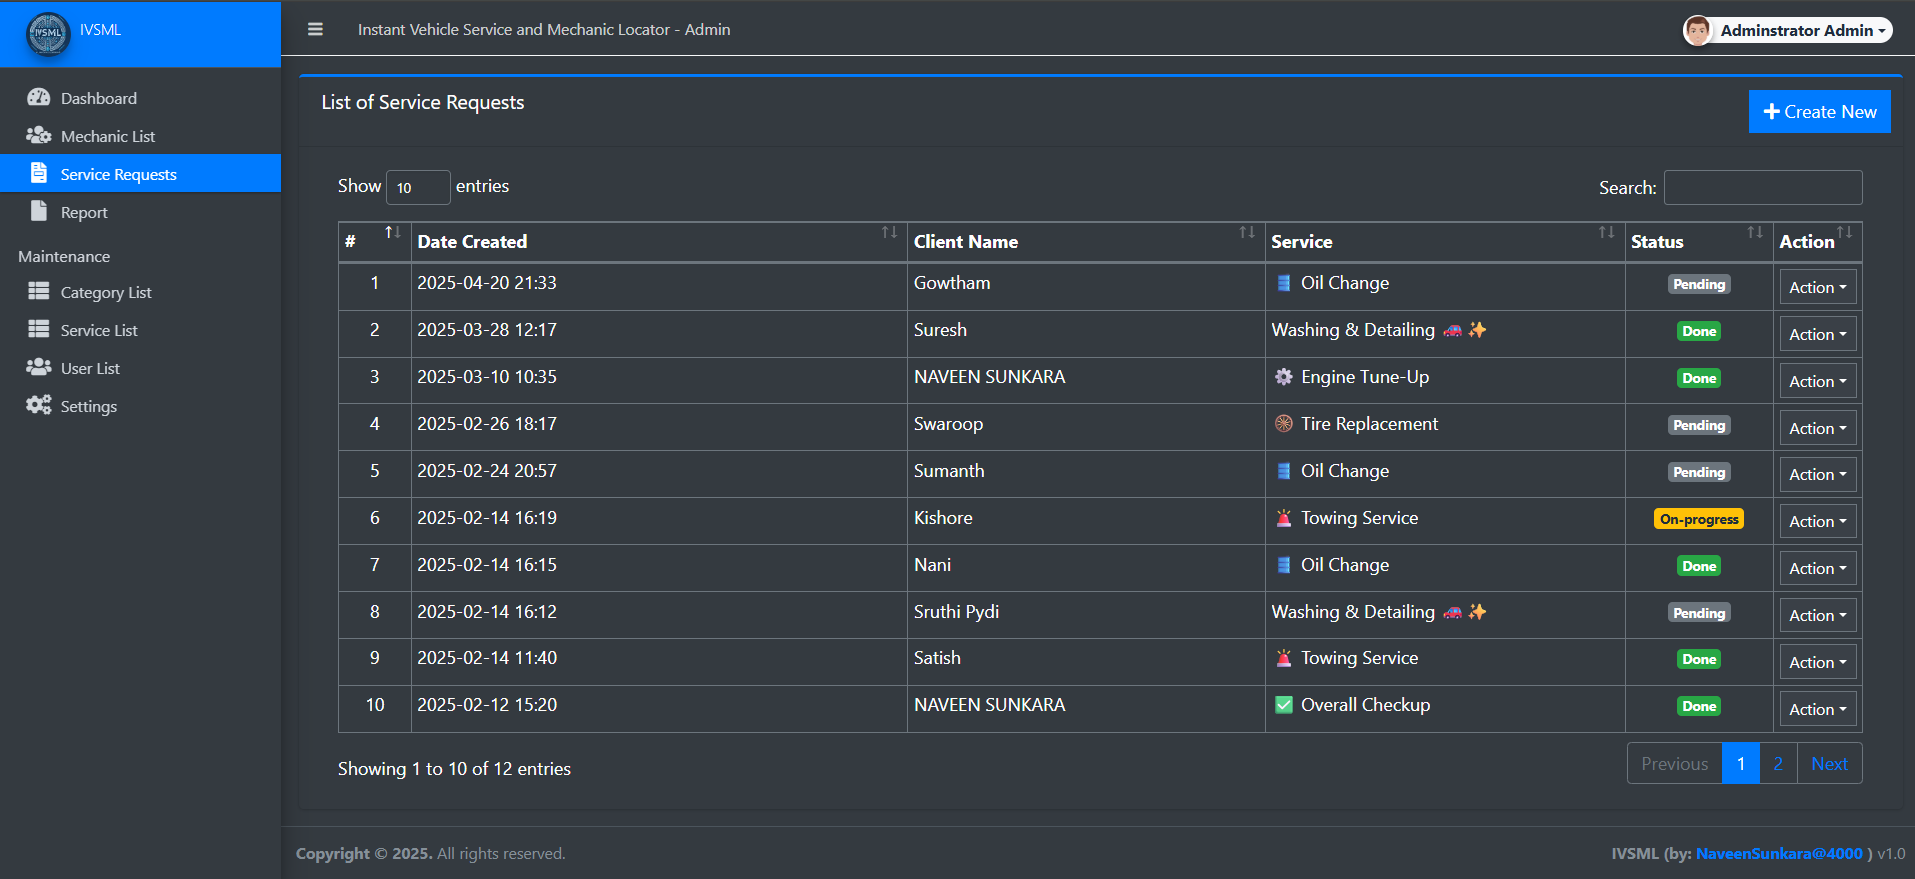 IVSML
IVSML
Instant Vehicle Service and Mechanic Locator - Admin
Adminstrator Admin
Dashboard
Mechanic List
Service Requests
Report
Maintenance
Category List
Service List
User List
Settings
List of Service Requests
Create New
Show 10 entries
Search:
# Date Created Client Name Service Status Action
1 2025-04-20 21:33 Gowtham Oil Change Pending Action
2 2025-03-28 12:17 Suresh Washing & Detailing 🚗✨ Done Action
3 2025-03-10 10:35 NAVEEN SUNKARA Engine Tune-Up Done Action
4 2025-02-26 18:17 Swaroop Tire Replacement Pending Action
5 2025-02-24 20:57 Sumanth Oil Change Pending Action
6 2025-02-14 16:19 Kishore Towing Service On-progress Action
7 2025-02-14 16:15 Nani Oil Change Done Action
8 2025-02-14 16:12 Sruthi Pydi Washing & Detailing 🚗✨ Pending Action
9 2025-02-14 11:40 Satish Towing Service Done Action
10 2025-02-12 15:20 NAVEEN SUNKARA Overall Checkup Done Action
Showing 1 to 10 of 12 entries
Previous 1 2 Next
Copyright © 2025. All rights reserved.
IVSML (by: NaveenSunkara@4000 ) v1.0